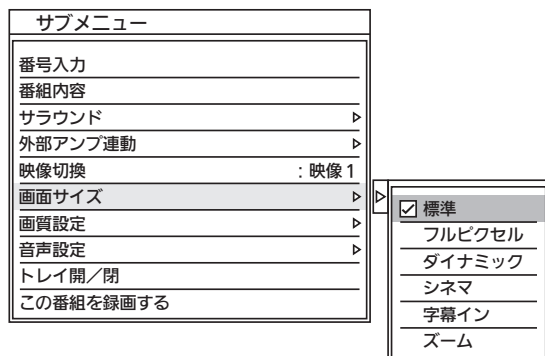 サブメニュー
番号入力
番組内容
サラウンド
外部アンプ連動
映像切換 : 映像1
画面サイズ
画質設定
音声設定
トレイ開／閉
この番組を録画する
標準
フルピクセル
ダイナミック
シネマ
字幕イン
ズーム